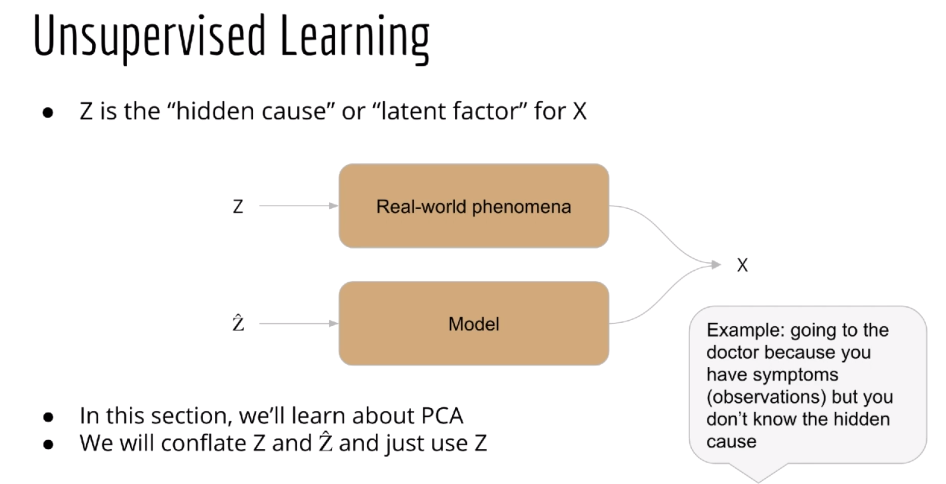 Unsupervised Learning
● Z is the “hidden cause” or “latent factor” for X
Z
Real-world phenomena
X
Ẑ
Model
Example: going to the
doctor because you
have symptoms
(observations) but you
don’t know the hidden
cause
● In this section, we’ll learn about PCA
● We will conflate Z and Ẑ and just use Z